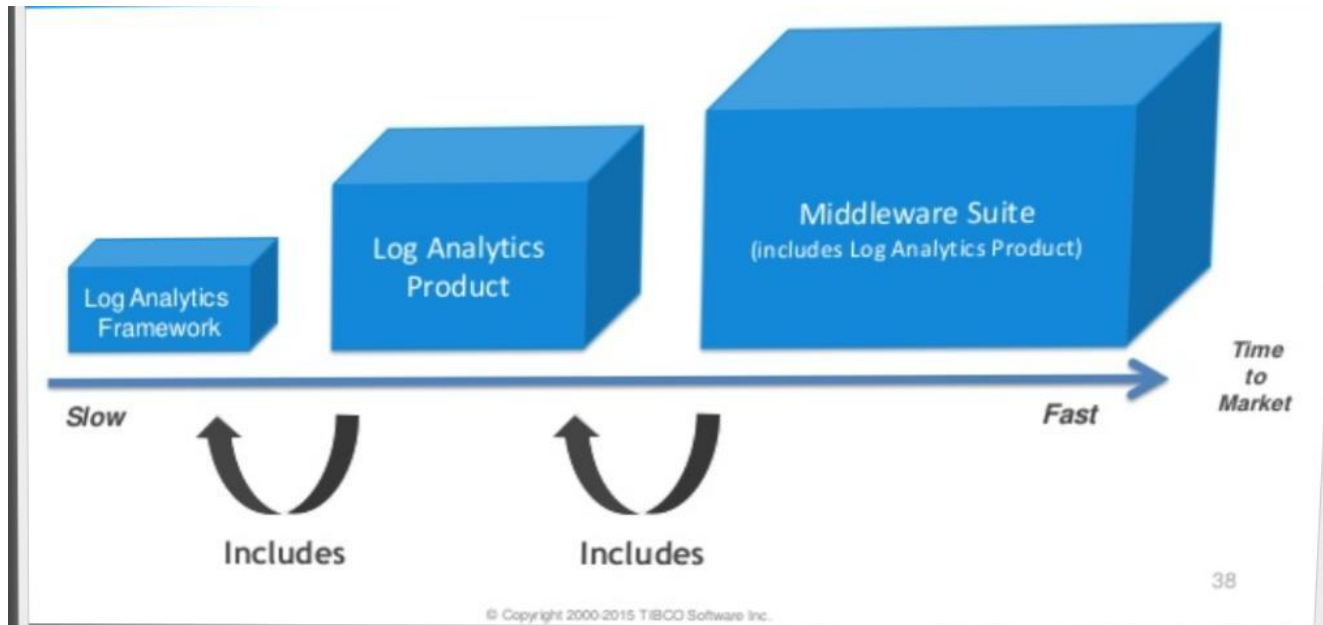 Log Analytics
Framework
Log Analytics
Product
Middleware Suite
(includes Log Analytics Product)
Time
to
Market
Slow
Fast
Includes
Includes
38
© Copyright 2000-2015 TIBCO Software Inc.